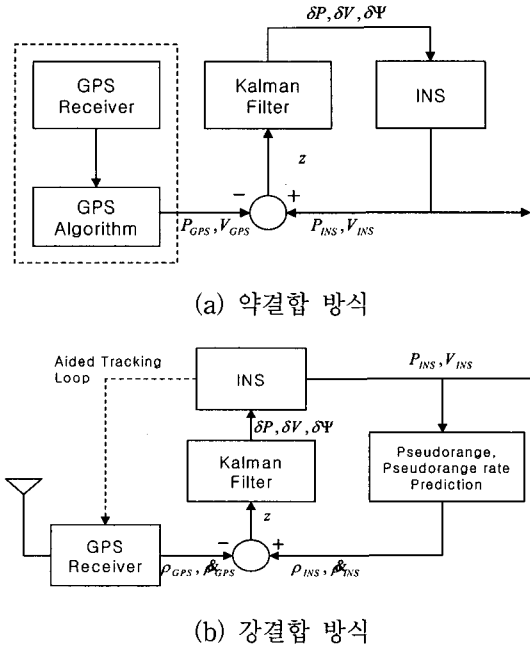 δP, δV, δΨ
GPS
Receiver
Kalman
Filter
INS
z
GPS
Algorithm
−
+
P_GPS, V_GPS
P_INS, V_INS
(a) 약결합 방식
Aided Tracking
Loop
INS
P_INS, V_INS
δP, δV, δΨ
Kalman
Filter
Pseudorange,
Pseudorange rate
Prediction
z
GPS
Receiver
−
+
ρ_GPS, ρ&_GPS
ρ_INS, ρ&_INS
(b) 강결합 방식